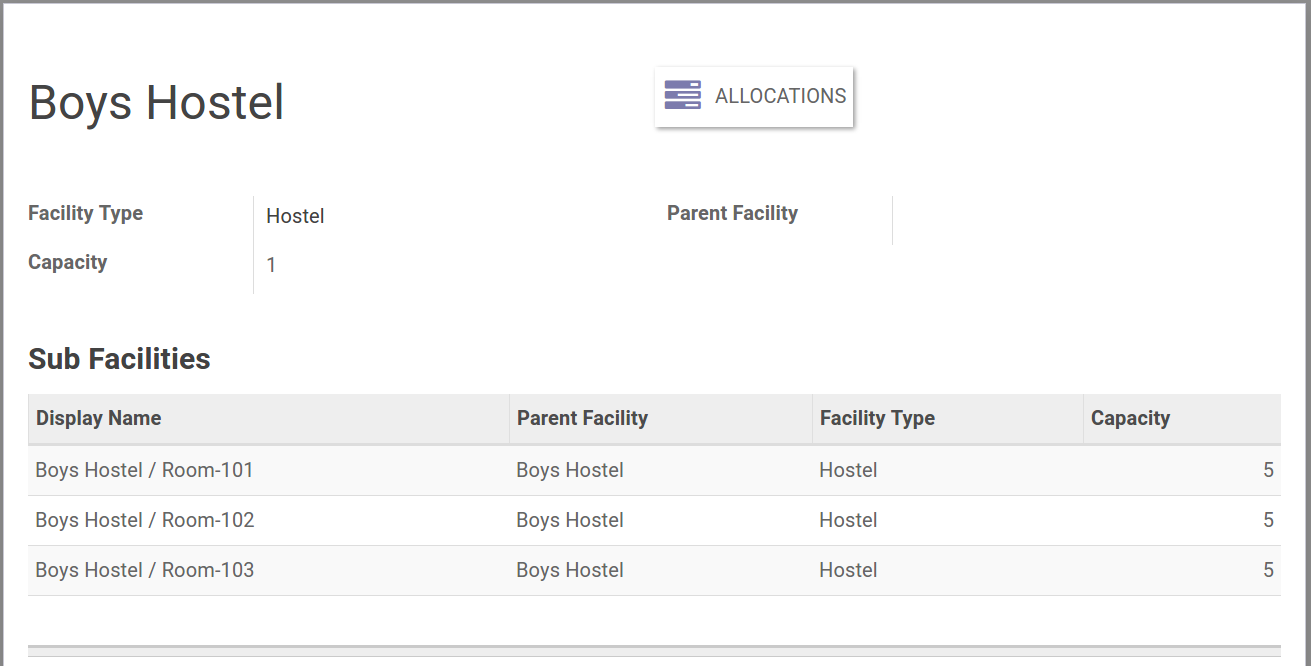 Boys Hostel
ALLOCATIONS
Facility Type Hostel Parent Facility
Capacity 1
Sub Facilities
Display Name Parent Facility Facility Type Capacity
Boys Hostel / Room-101 Boys Hostel Hostel 5
Boys Hostel / Room-102 Boys Hostel Hostel 5
Boys Hostel / Room-103 Boys Hostel Hostel 5